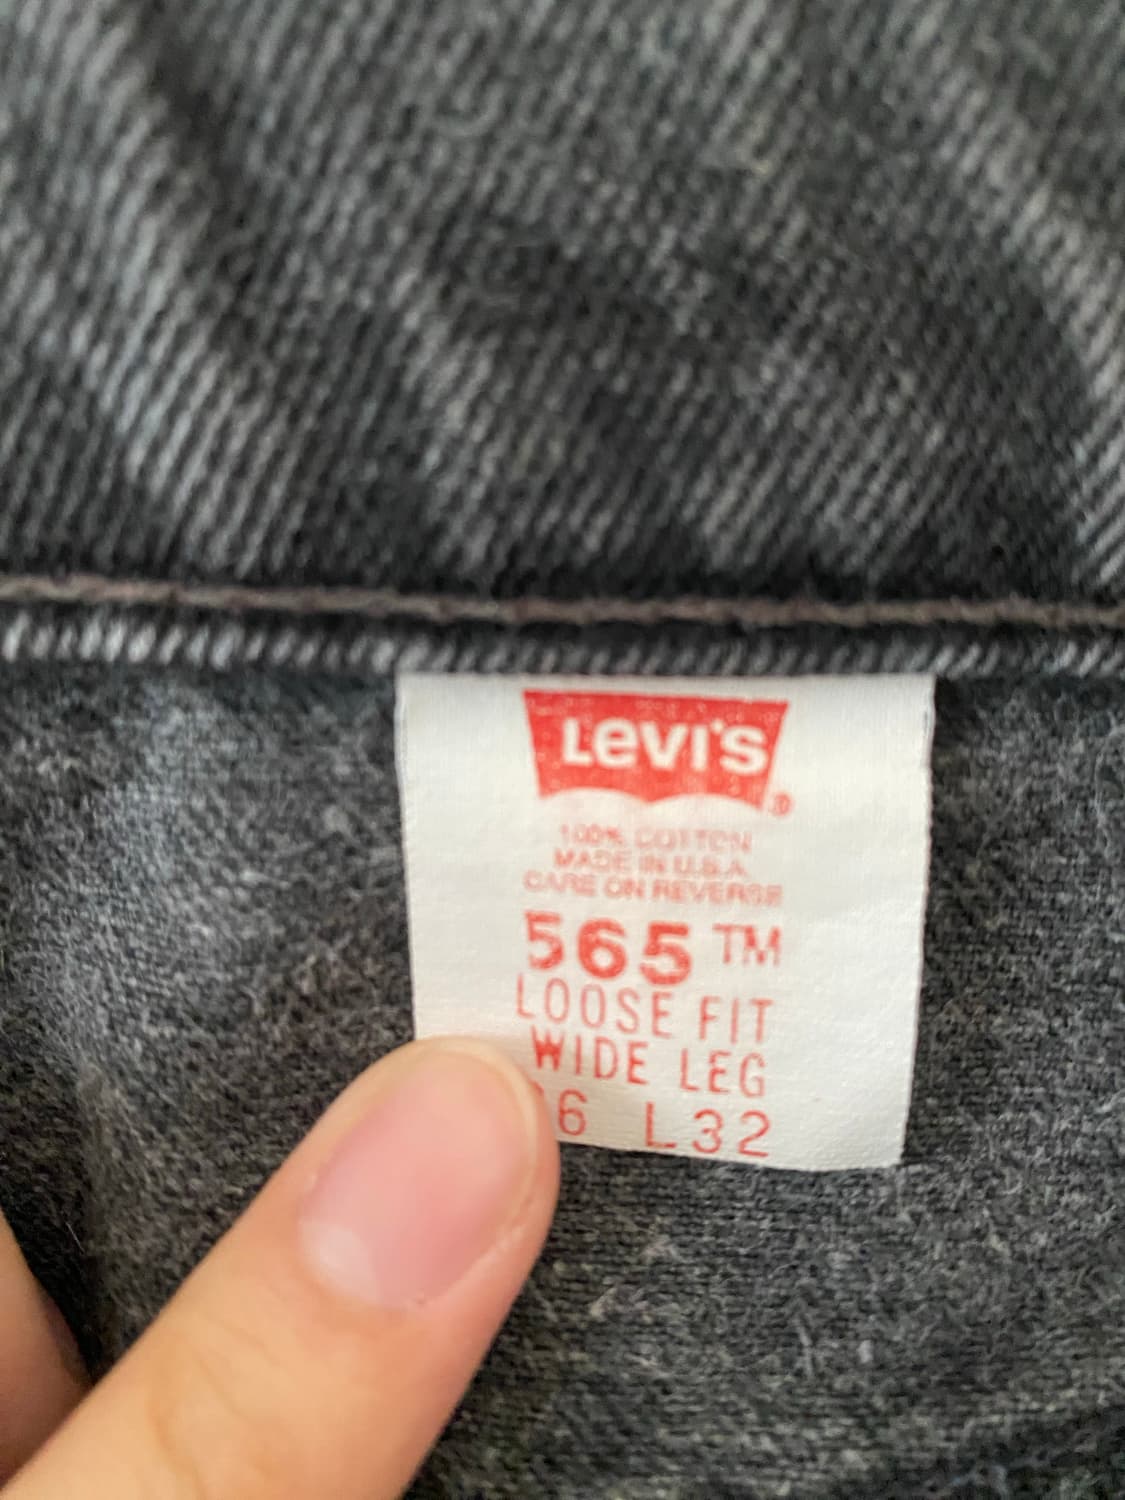 Levi's ®
100% COTTON
MADE IN U.S.A.
CARE ON REVERSE
565 TM
LOOSE FIT
WIDE LEG
6 L32